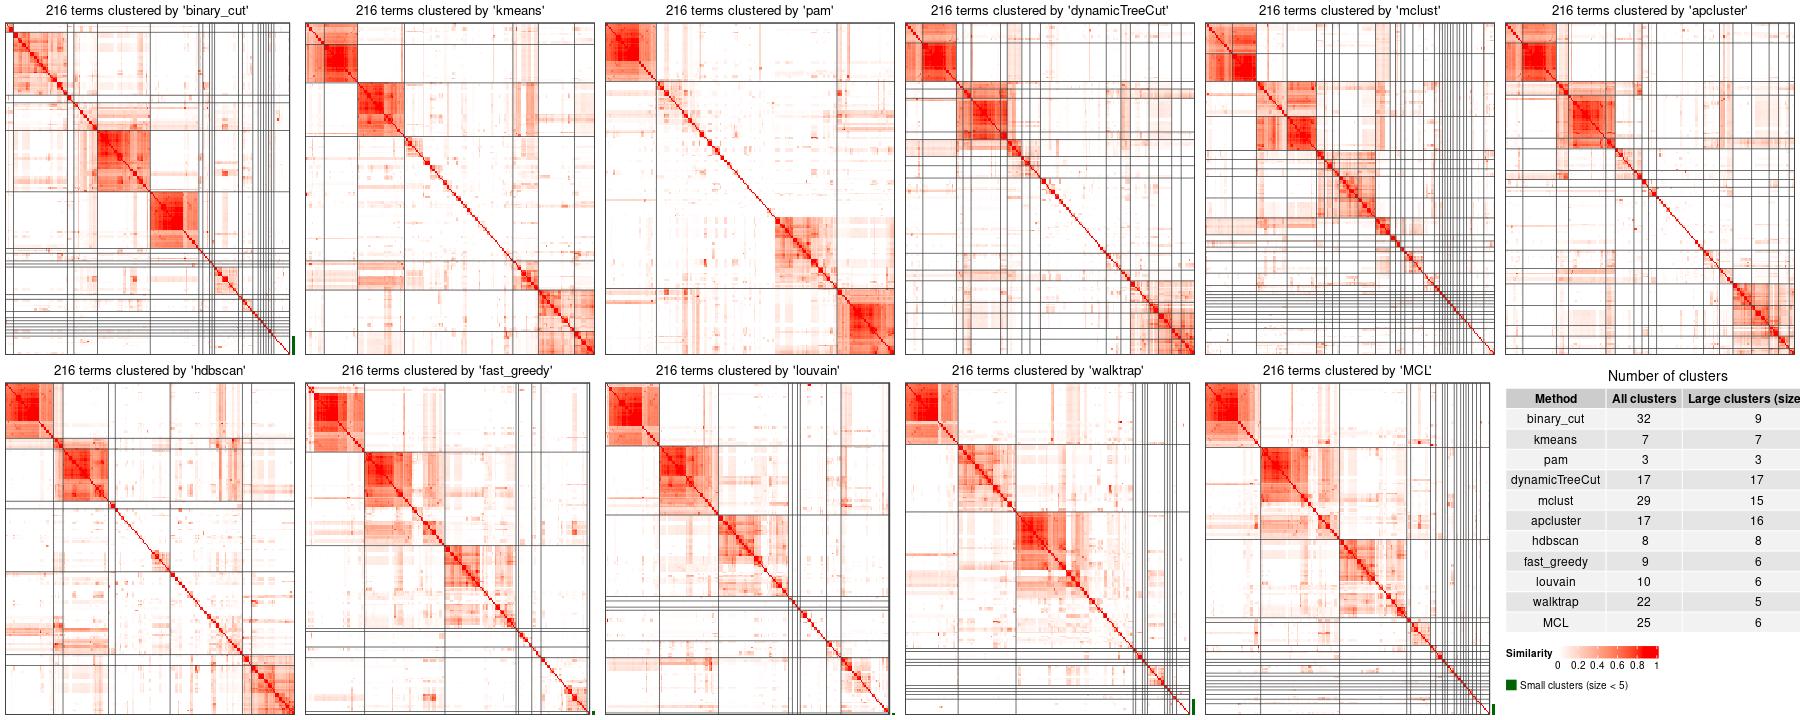 216 terms clustered by 'binary_cut'
216 terms clustered by 'kmeans'
216 terms clustered by 'pam'
216 terms clustered by 'dynamicTreeCut'
216 terms clustered by 'mclust'
216 terms clustered by 'apcluster'
216 terms clustered by 'hdbscan'
216 terms clustered by 'fast_greedy'
216 terms clustered by 'louvain'
216 terms clustered by 'walktrap'
216 terms clustered by 'MCL'
Number of clusters
Method All clusters Large clusters (size
binary_cut 32 9
kmeans 7 7
pam 3 3
dynamicTreeCut 17 17
mclust 29 15
apcluster 17 16
hdbscan 8 8
fast_greedy 9 6
louvain 10 6
walktrap 22 5
MCL 25 6
Similarity
0 0.2 0.4 0.6 0.8 1
Small clusters (size < 5)